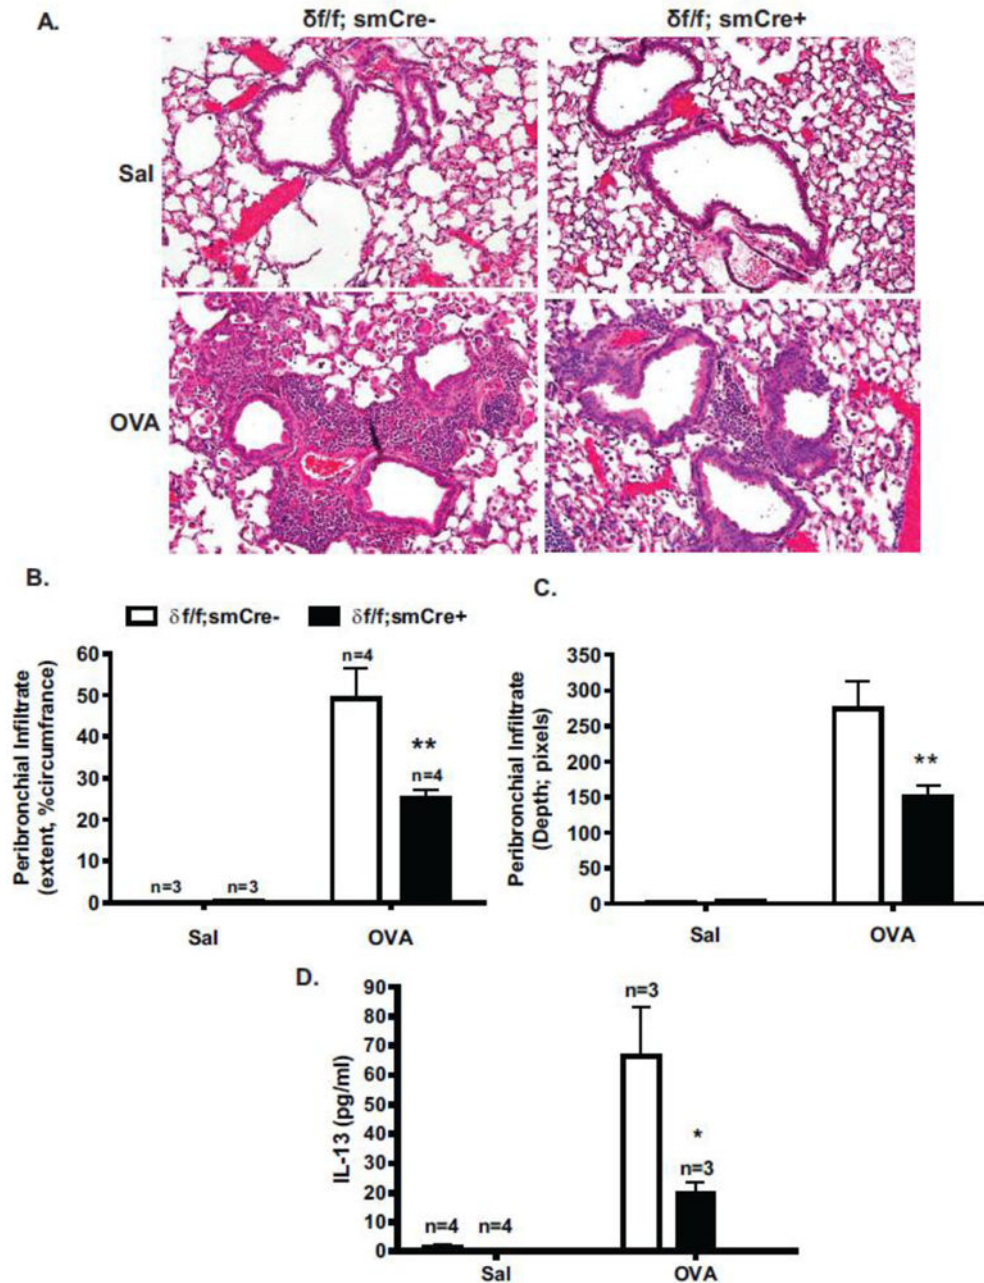 A.
δf/f; smCre-
δf/f; smCre+
Sal
OVA
B.
C.
δ f/f;smCre-
δ f/f;smCre+
Peribronchial Infiltrate
(extent, %circumfrance)
60
50
40
30
20
10
0
n=3
n=3
n=4
**
n=4
Sal
OVA
Peribronchial Infiltrate
(Depth; pixels)
350
300
250
200
150
100
50
0
**
Sal
OVA
D.
IL-13 (pg/ml)
90
80
70
60
50
40
30
20
10
0
n=4
n=4
n=3
*
n=3
Sal
OVA